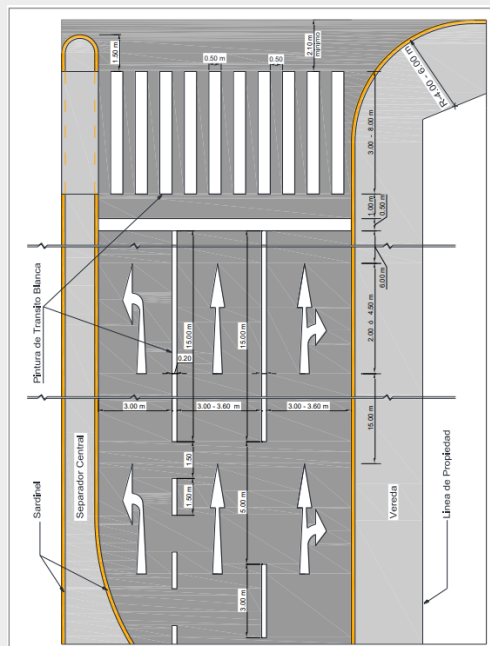 1.50 m
0.50 m
0.50
2.10 m
minimo
R-4.00 - 6.00 m
3.00 - 8.00 m
1.00 m
0.50 m
6.00 m
Pintura de Transito Blanca
15.00 m
15.00 m
2.00 ó 4.50 m
0.20
3.00 m
3.00 - 3.60 m
3.00 - 3.60 m
15.00 m
Sardinel
Separador Central
1.50
1.50 m
5.00 m
3.00 m
Vereda
Linea de Propiedad